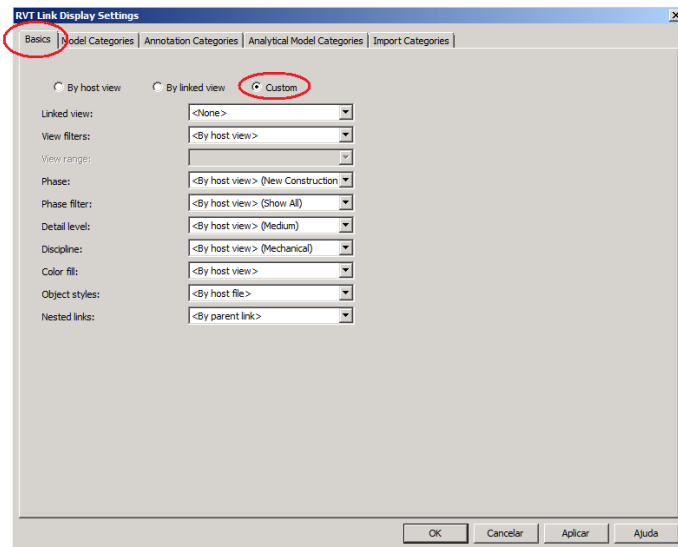 RVT Link Display Settings
Basics Model Categories Annotation Categories Analytical Model Categories Import Categories
By host view By linked view Custom
Linked view: <None>
View filters: <By host view>
View range:
Phase: <By host view> (New Construction
Phase filter: <By host view> (Show All)
Detail level: <By host view> (Medium)
Discipline: <By host view> (Mechanical)
Color fill: <By host view>
Object styles: <By host file>
Nested links: <By parent link>
OK Cancelar Aplicar Ajuda